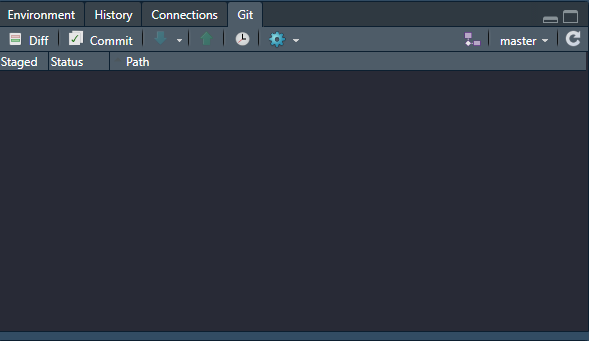 Environment History Connections Git
Diff Commit master
Staged Status Path